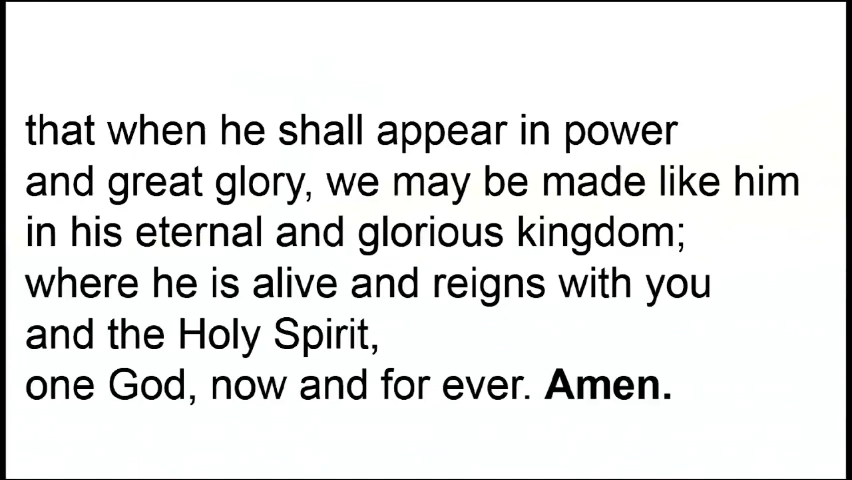 that when he shall appear in power
and great glory, we may be made like him
in his eternal and glorious kingdom;
where he is alive and reigns with you
and the Holy Spirit,
one God, now and for ever. Amen.